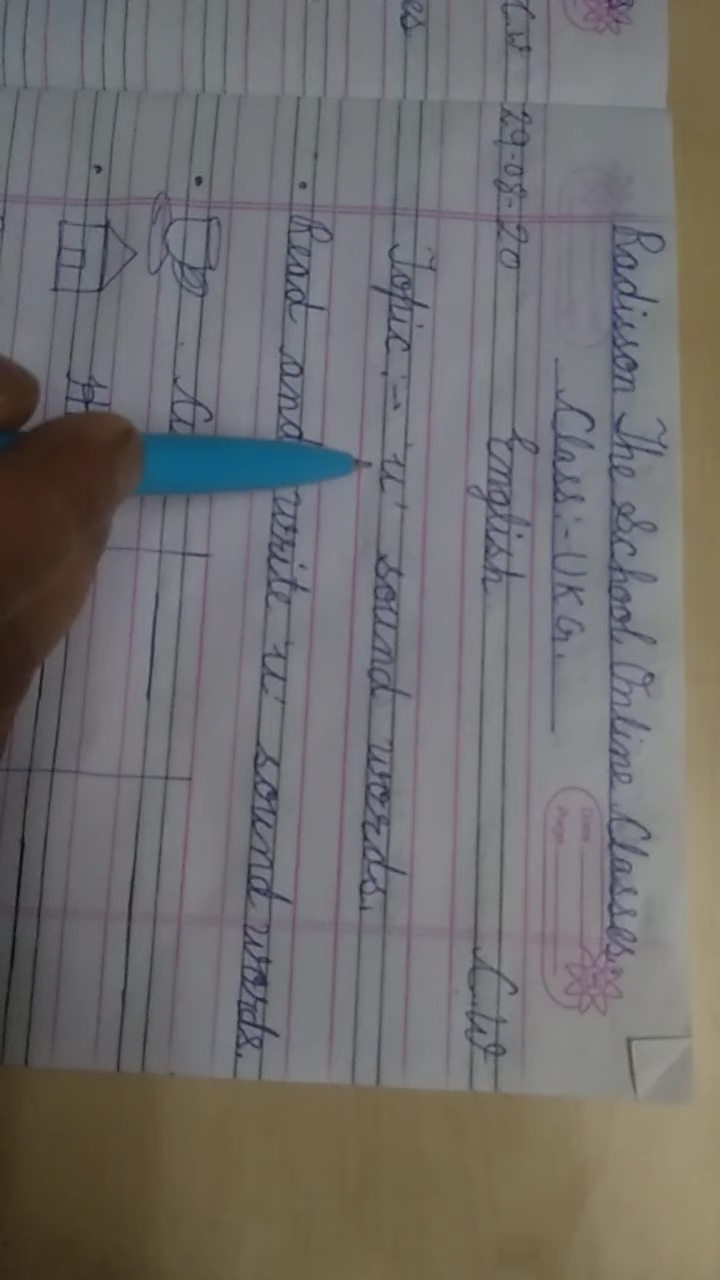 Radisson The School Online Classes.
Class:- UKG.
C.W 29-08-20 English C.W
es
Topic :- 'u' sound words.
• Read and write 'u' sound words.